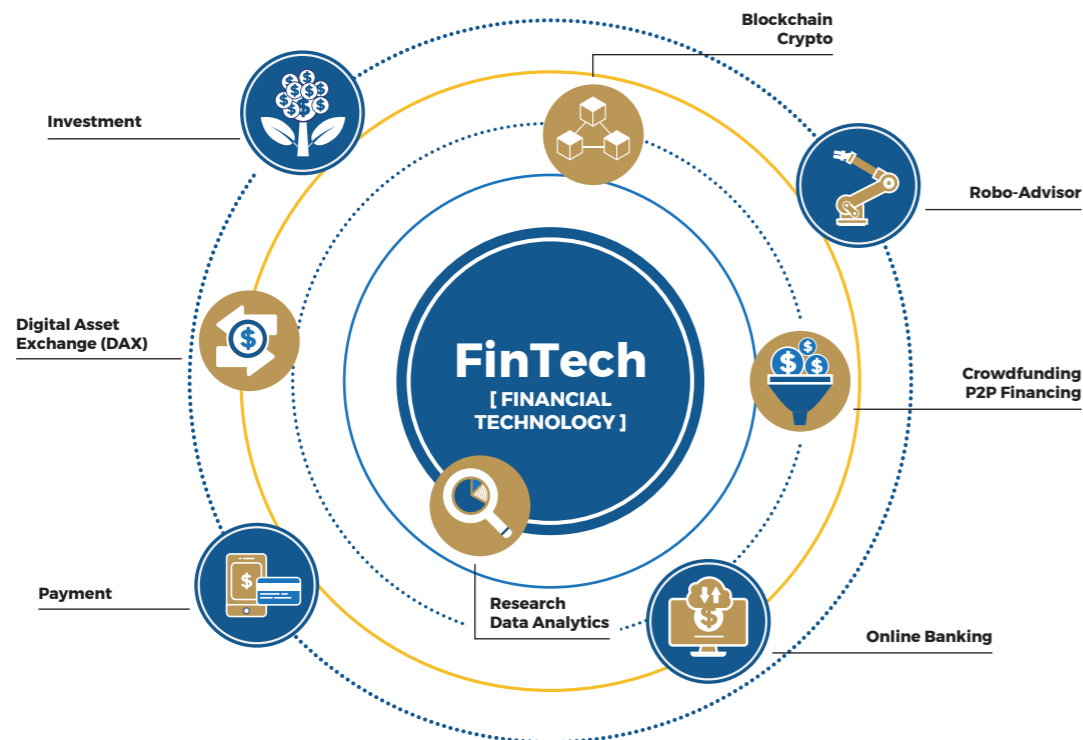 Blockchain
Crypto
Investment
Robo-Advisor
Digital Asset
Exchange (DAX)
FinTech
[ FINANCIAL
TECHNOLOGY ]
Crowdfunding
P2P Financing
Payment
Research
Data Analytics
Online Banking
$
$
$
$
$
$
$
$
$
$
$
$
$
$